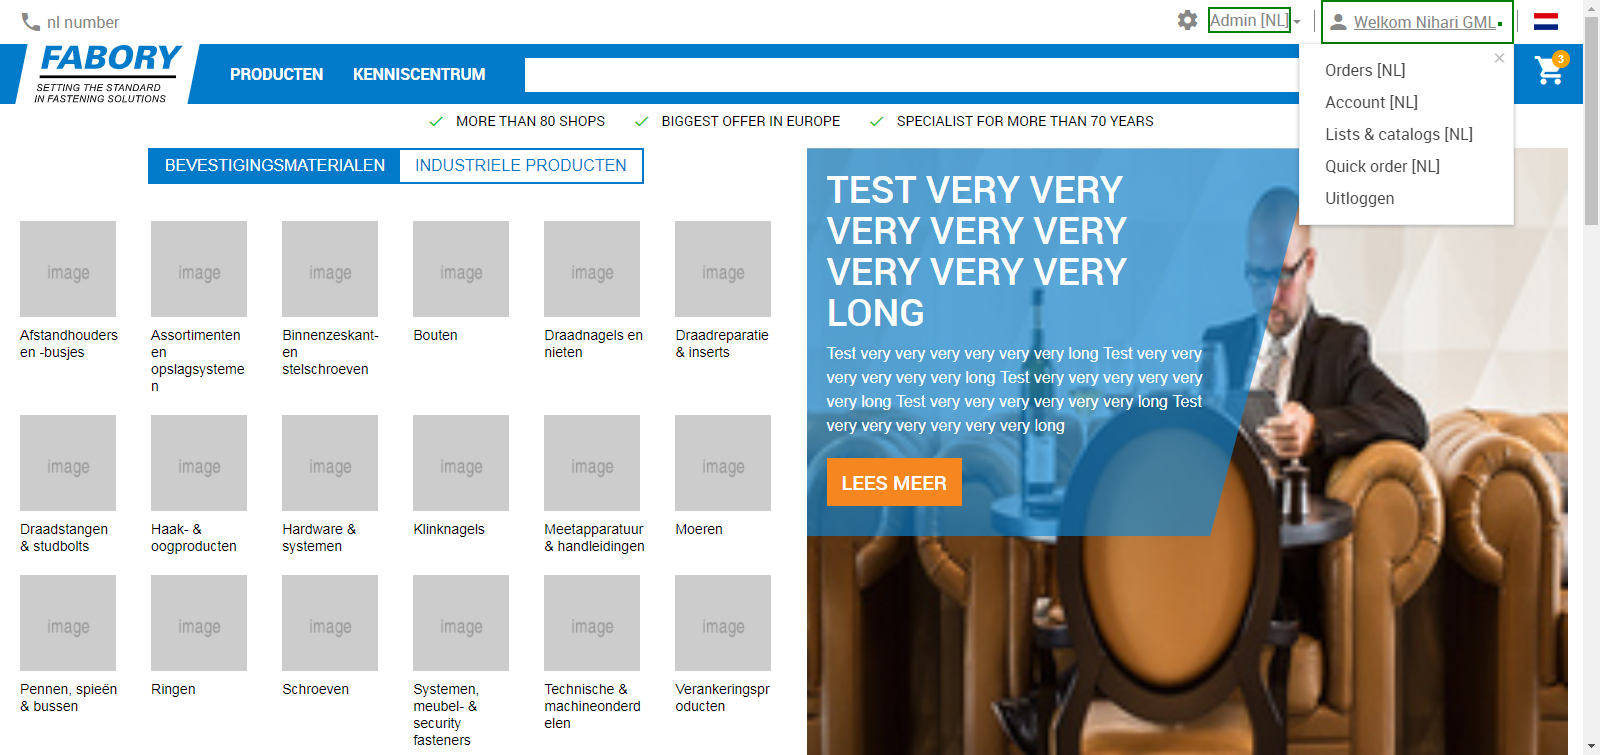 nl number
Admin [NL]
Welkom Nihari GML
FABORY
SETTING THE STANDARD
IN FASTENING SOLUTIONS
PRODUCTEN
KENNISCENTRUM
3
Orders [NL]
Account [NL]
Lists & catalogs [NL]
Quick order [NL]
Uitloggen
MORE THAN 80 SHOPS
BIGGEST OFFER IN EUROPE
SPECIALIST FOR MORE THAN 70 YEARS
BEVESTIGINGSMATERIALEN
INDUSTRIELE PRODUCTEN
image
image
image
image
image
image
Afstandhouders
en -busjes
Assortimenten
en
opslagsysteme
n
Binnenzeskant-
en
stelschroeven
Bouten
Draadnagels en
nieten
Draadreparatie
& inserts
image
image
image
image
image
image
Draadstangen
& studbolts
Haak- &
oogproducten
Hardware &
systemen
Klinknagels
Meetapparatuur
& handleidingen
Moeren
image
image
image
image
image
image
Pennen, spieën
& bussen
Ringen
Schroeven
Systemen,
meubel- &
security
fasteners
Technische &
machineonderd
elen
Verankeringspr
oducten
TEST VERY VERY
VERY VERY VERY
VERY VERY VERY
LONG
Test very very very very very very long Test very very
very very very very long Test very very very very very
very long Test very very very very very very long Test
very very very very very very long
LEES MEER